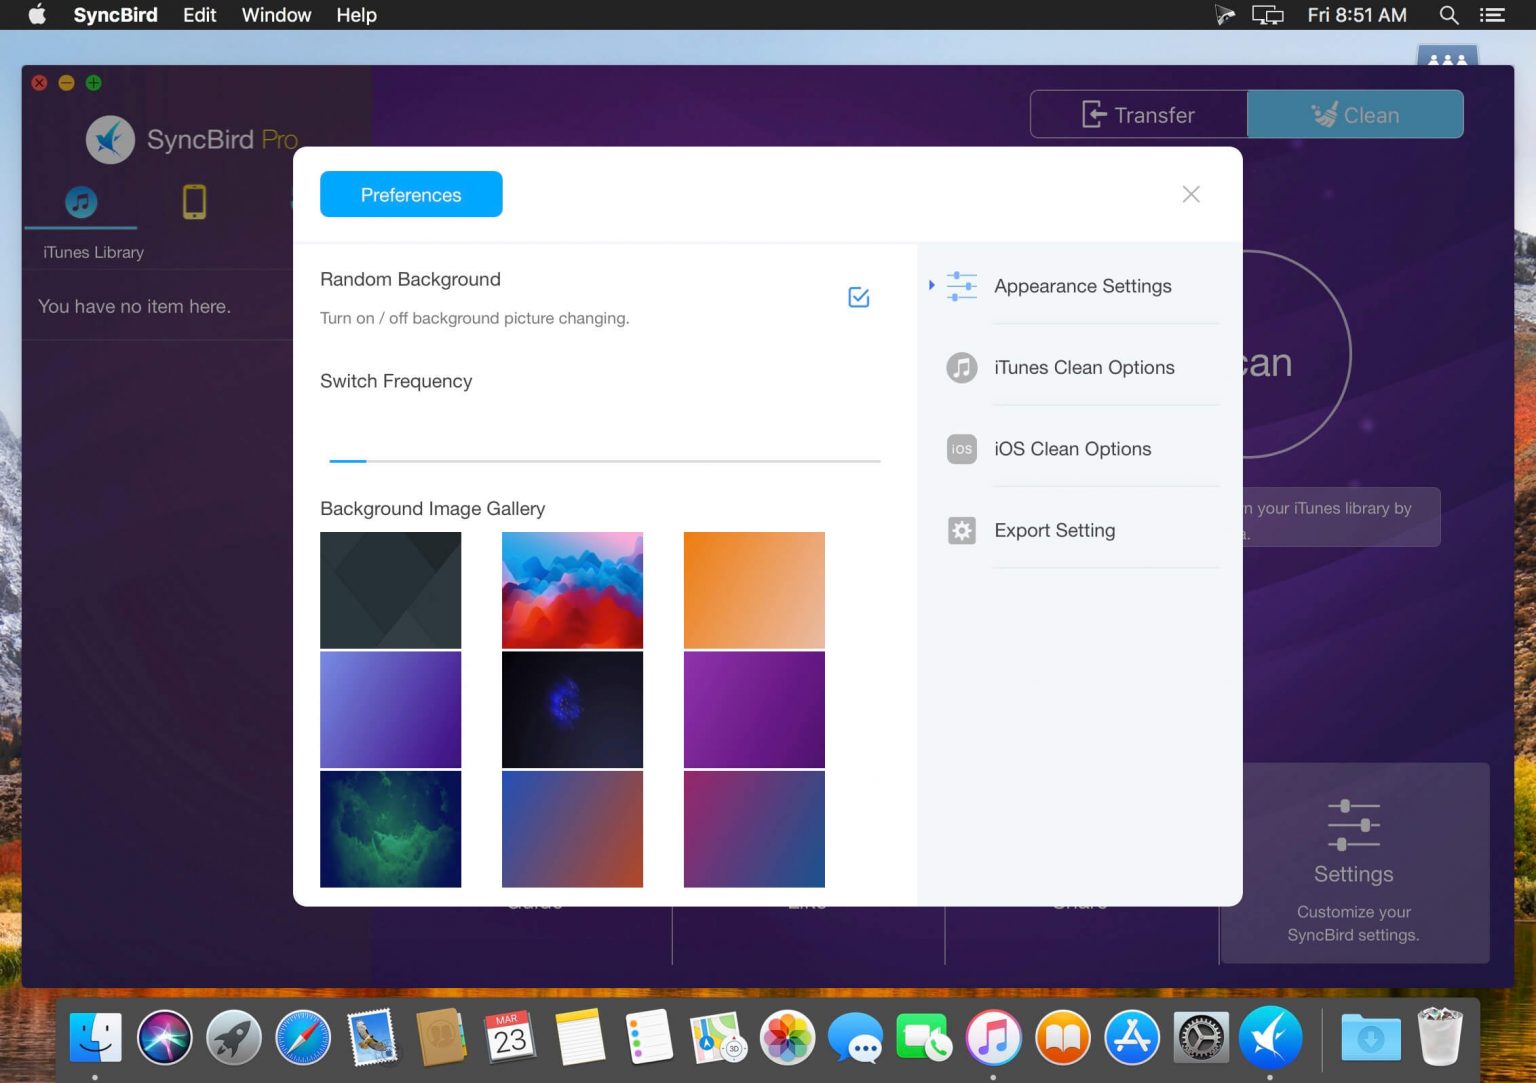 SyncBird Edit Window Help
Fri 8:51 AM
SyncBird Pro
Transfer
Clean
iTunes Library
You have no item here.
Preferences
Random Background
Turn on / off background picture changing.
Switch Frequency
Background Image Gallery
Appearance Settings
iTunes Clean Options
iOS
iOS Clean Options
Export Setting
your iTunes library by
Settings
Customize your
SyncBird settings.
MAR
23
3D